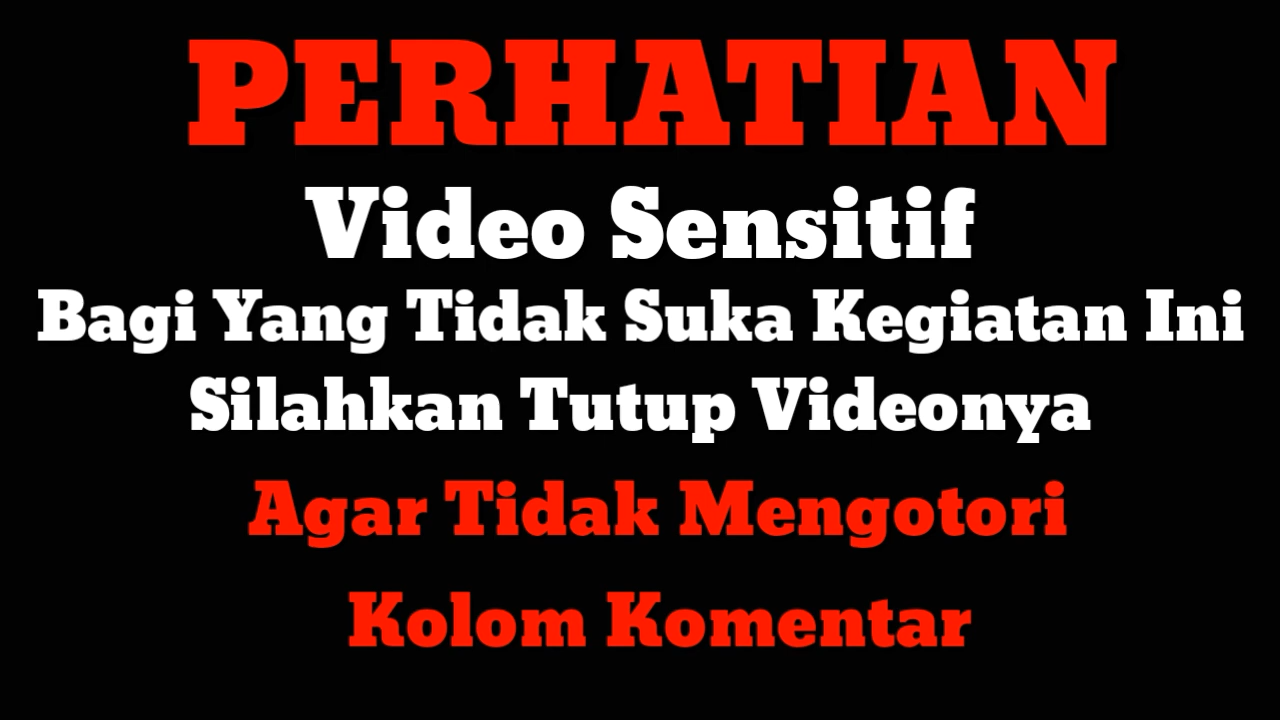 PERHATIAN
Video Sensitif
Bagi Yang Tidak Suka Kegiatan Ini
Silahkan Tutup Videonya
Agar Tidak Mengotori
Kolom Komentar